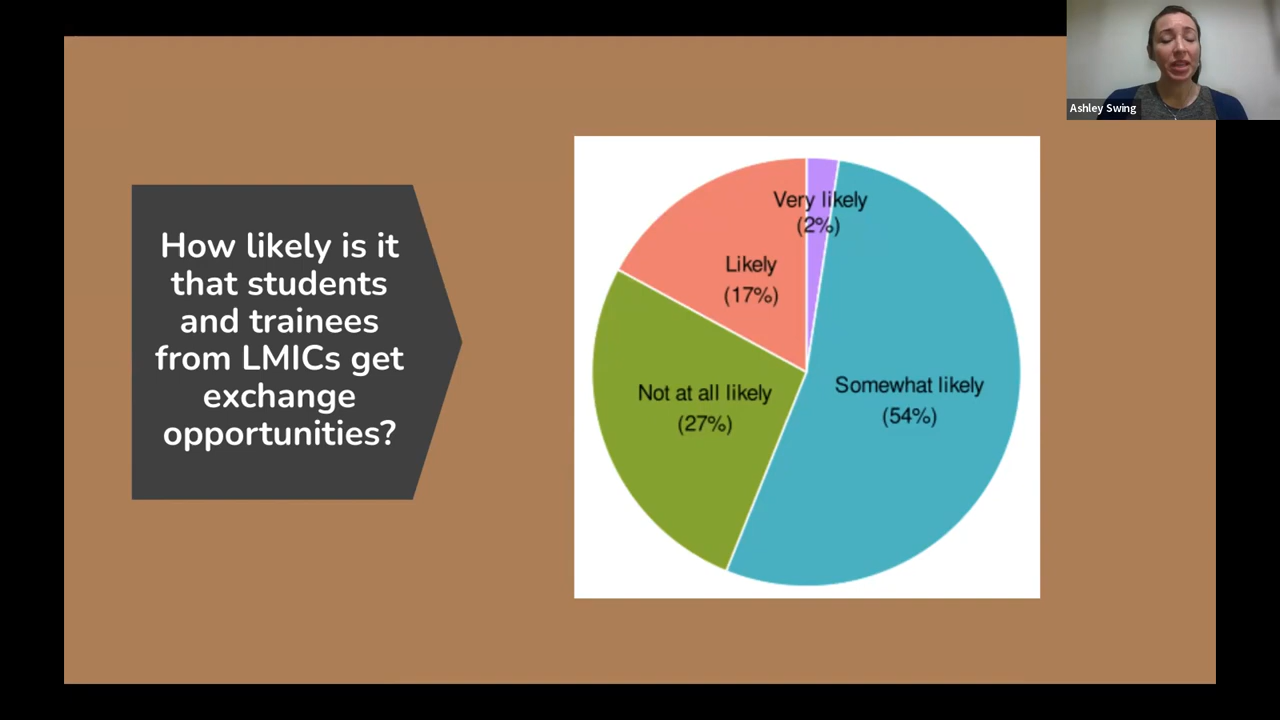 Ashley Swing
How likely is it
that students
and trainees
from LMICs get
exchange
opportunities?
Very likely
(2%)
Likely
(17%)
Not at all likely
(27%)
Somewhat likely
(54%)